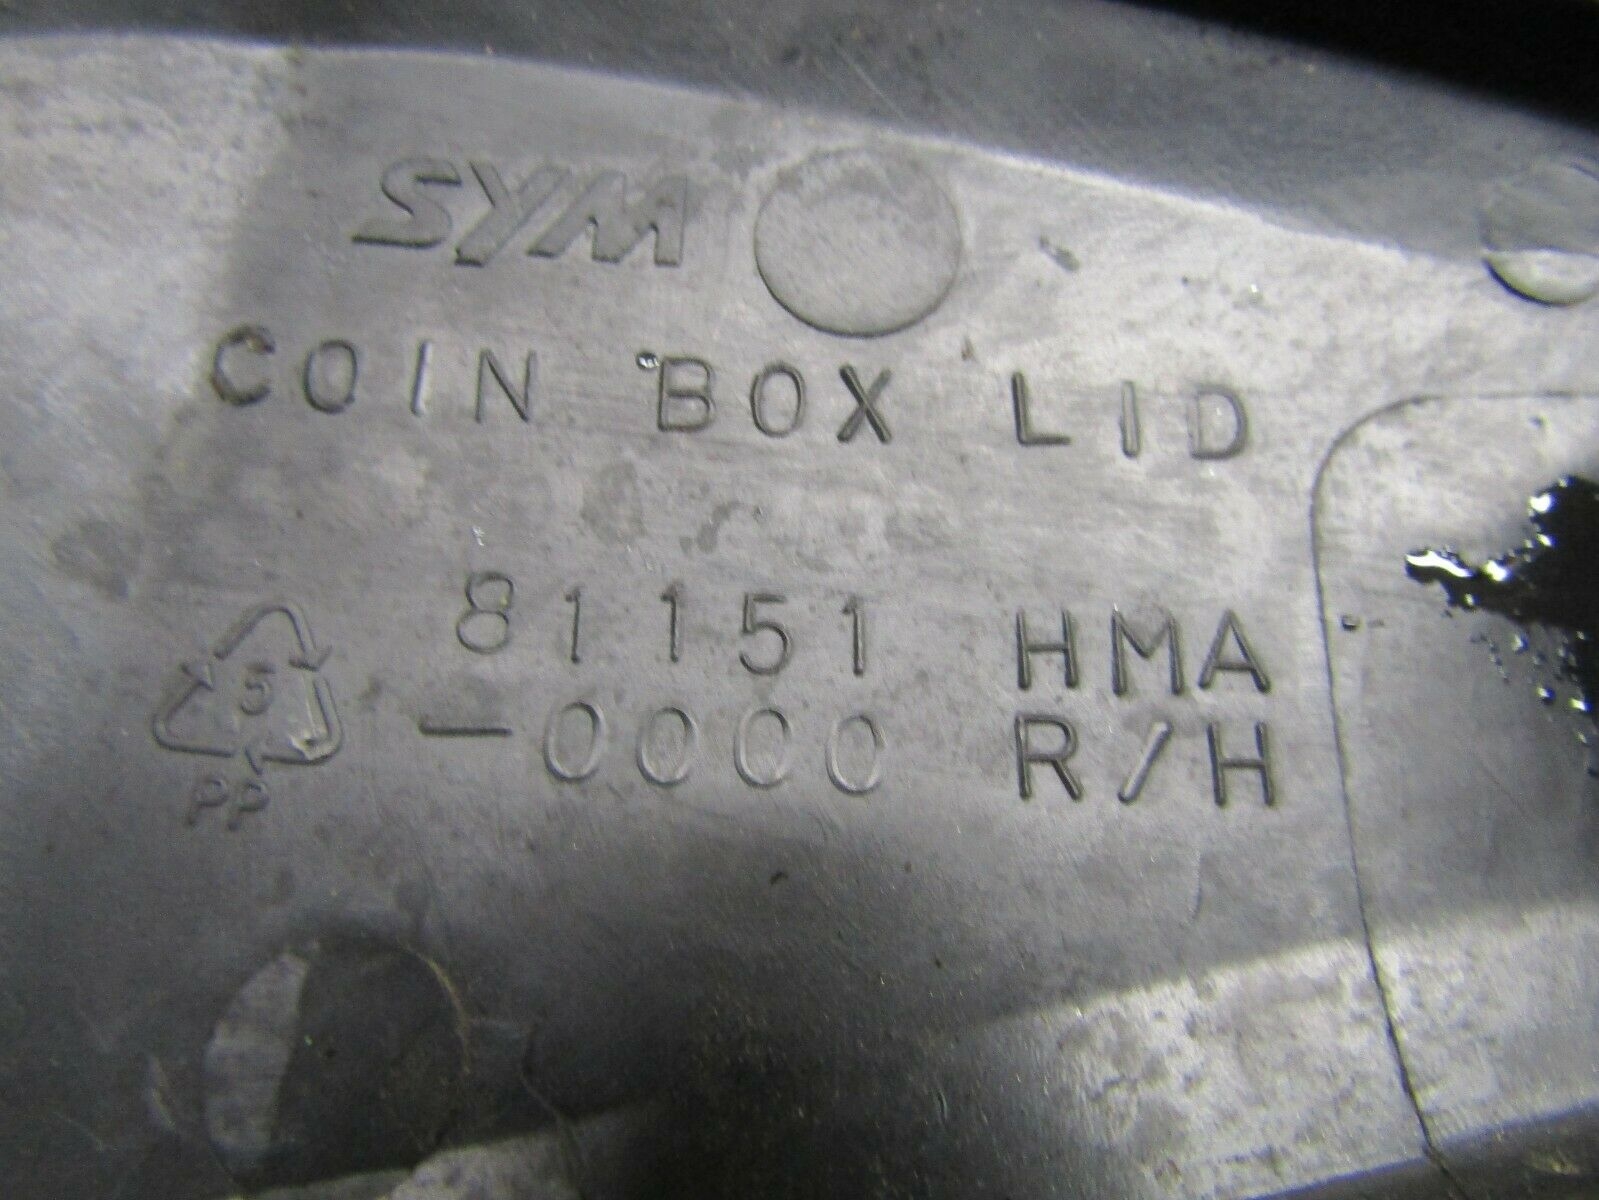 SYM
COIN BOX LID
81151 HMA
-0000 R/H
5
PP